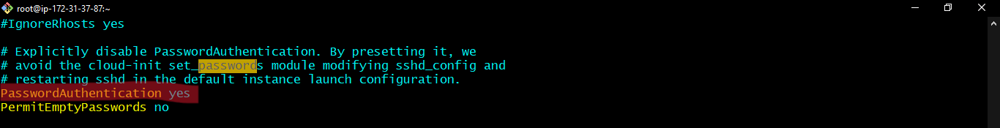 root@ip-172-31-37-87:~
#IgnoreRhosts yes
# Explicitly disable PasswordAuthentication. By presetting it, we
# avoid the cloud-init set_passwords module modifying sshd_config and
# restarting sshd in the default instance launch configuration.
PasswordAuthentication yes
PermitEmptyPasswords no